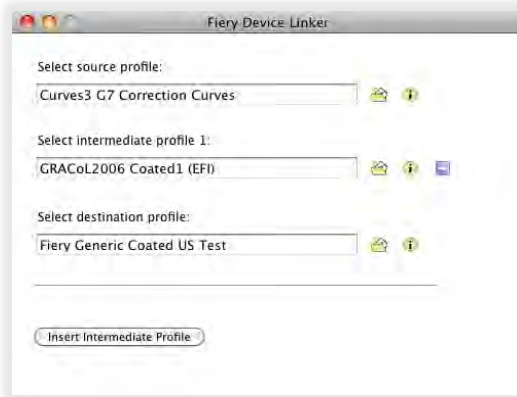 Fiery Device Linker
Select source profile:
Curves3 G7 Correction Curves
Select intermediate profile 1:
GRACoL2006 Coated1 (EFI)
Select destination profile:
Fiery Generic Coated US Test
Insert Intermediate Profile